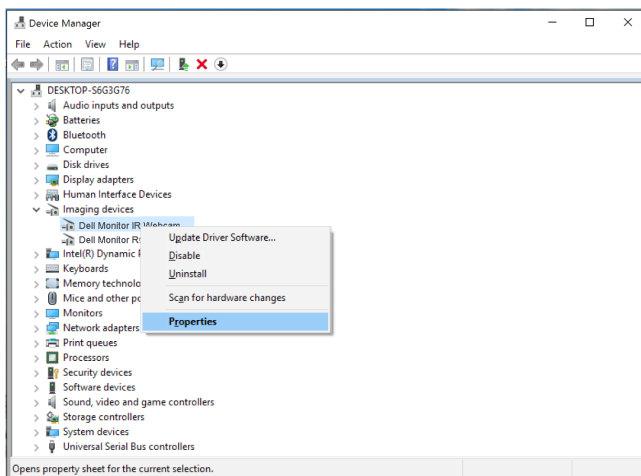 Device Manager
File Action View Help
DESKTOP-S6G3G76
Audio inputs and outputs
Batteries
Bluetooth
Computer
Disk drives
Display adapters
Human Interface Devices
Imaging devices
Dell Monitor IR Webcam
Dell Monitor
Update Driver Software...
Intel(R) Dynamic
Disable
Keyboards
Uninstall
Memory
Mice and other
Scan for hardware changes
Monitors
Properties
Network adapters
Print queues
Processors
Security devices
Software devices
Sound, video and game controllers
Storage controllers
System devices
Universal Serial Bus controllers
Opens property sheet for the current selection.